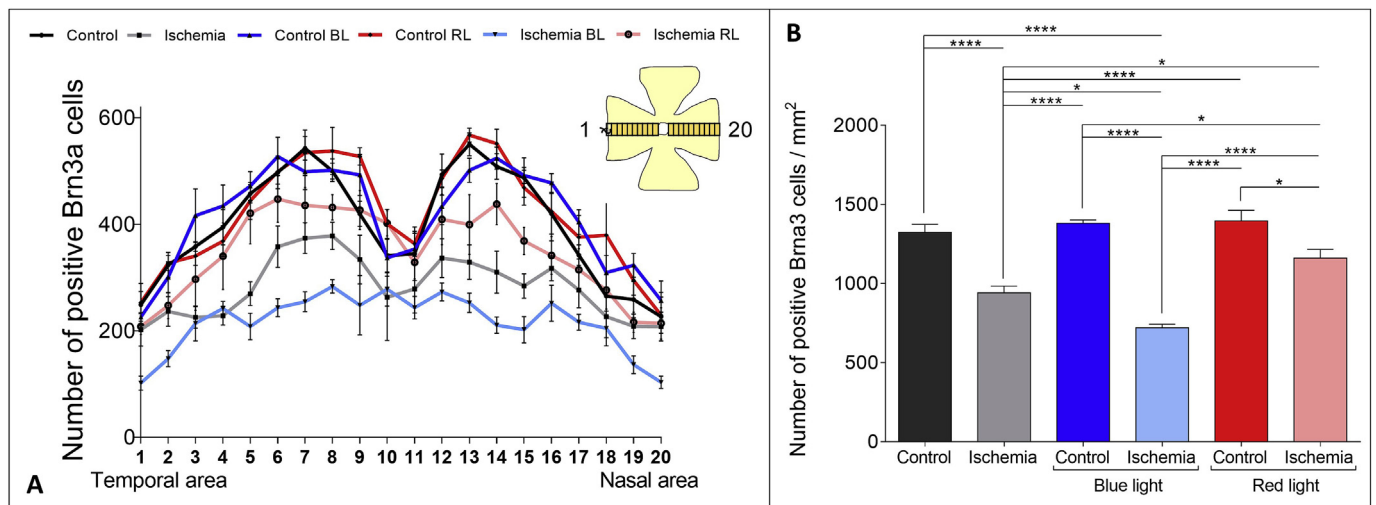 Control Ischemia Control BL Control RL Ischemia BL Ischemia RL
Number of positive Brn3a cells
600
400
200
0
1 20
1 2 3 4 5 6 7 8 9 10 11 12 13 14 15 16 17 18 19 20
Temporal area Nasal area
A
B
****
****
*
****
*
****
*
****
****
****
*
Number of positive Brna3 cells / mm²
2000
1500
1000
500
0
Control Ischemia Control Ischemia Control Ischemia
Blue light Red light